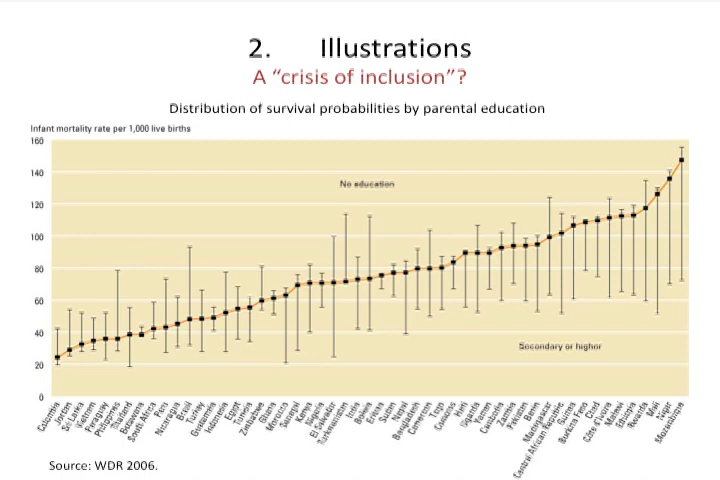 2. Illustrations
A “crisis of inclusion”?
Distribution of survival probabilities by parental education
Infant mortality rate per 1,000 live births
160
140
120
100
80
60
40
20
0
No education
Secondary or higher
Colombia
Jordan
Sri Lanka
Vietnam
Paraguay
Philippines
Thailand
Botswana
South Africa
Peru
Nicaragua
Brazil
Turkey
Guatemala
Indonesia
Egypt
Tunisia
Zimbabwe
Ghana
Morocco
Senegal
Kenya
Nigeria
El Salvador
Turkmenistan
India
Bolivia
Eritrea
Sudan
Nepal
Bangladesh
Cameroon
Togo
Comoros
Haiti
Uganda
Yemen
Cambodia
Zambia
Pakistan
Benin
Madagascar
Central African Republic
Guinea
Burkina Faso
Chad
Côte d'Ivoire
Malawi
Ethiopia
Rwanda
Mali
Niger
Mozambique
Source: WDR 2006.